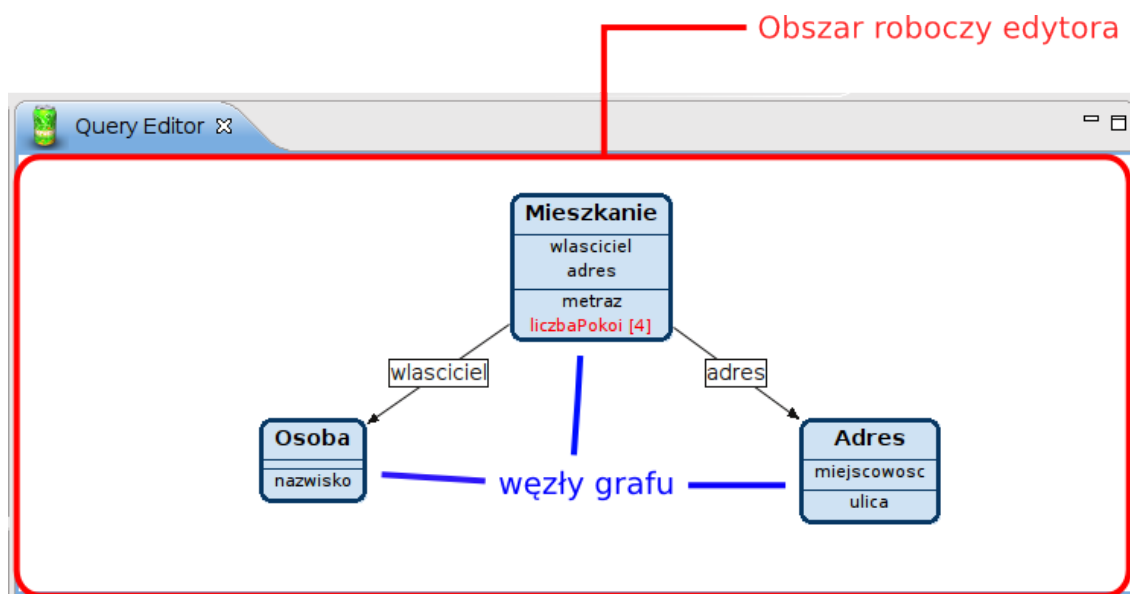 Obszar roboczy edytora
Query Editor
Mieszkanie
wlasciciel
adres
metraz
liczbaPokoi [4]
wlasciciel
adres
Osoba
nazwisko
węzły grafu
Adres
miejscowosc
ulica